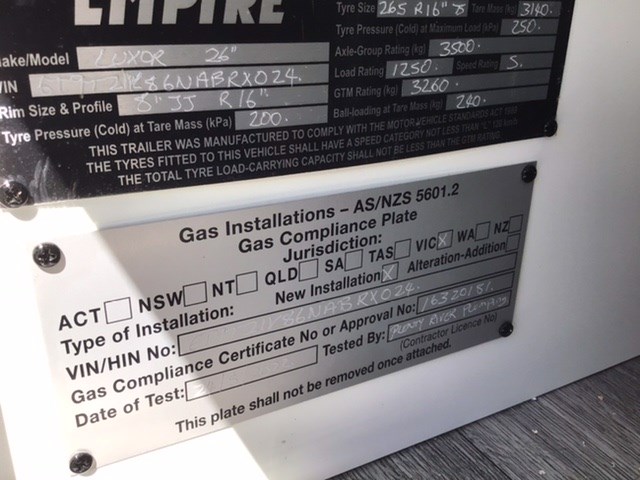 EMPIRE
Tyre Size 265 R16" 8 Tare Mass (kg) 3140.
Tyre Pressure (Cold) at Maximum Load (kPa) 250.
ake/Model LUXOR 26" Axle-Group Rating (kg) 3500
Load Rating 1250. Speed Rating S.
IN 86NABRX024. GTM Rating (kg) 3260
Rim Size & Profile 8" JJ R16". Ball-loading at Tare Mass (kg) 240.
Tyre Pressure (Cold) at Tare Mass (kPa) 200.
THIS TRAILER WAS MANUFACTURED TO COMPLY WITH THE MOTOR VEHICLE STANDARDS ACT 1989
THE TYRES FITTED TO THIS VEHICLE SHALL HAVE A SPEED CATEGORY NOT LESS THAN
THE TOTAL TYRE LOAD-CARRYING CAPACITY SHALL NOT BE LESS THAN THE GTM RATING.
Gas Installations – AS/NZS 5601.2
Gas Compliance Plate
Jurisdiction:
ACT NSW NT QLD SA TAS VIC X WA NZ
Type of Installation: New Installation X Alteration-Addition
VIN/HIN No: 86NABRX024.
Gas Compliance Certificate No or Approval No: 16320151.
Date of Test: Tested By: PLENTY RIVER PLUMBING
(Contractor Licence No)
This plate shall not be removed once attached.